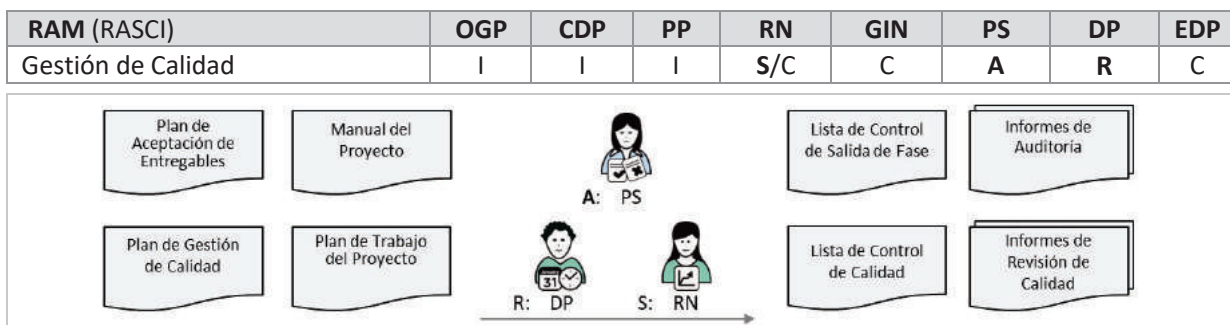 RAM (RASCI) OGP CDP PP RN GIN PS DP EDP
Gestión de Calidad I I I S/C C A R C
Plan de
Aceptación de
Entregables
Manual del
Proyecto
A: PS
Lista de Control
de Salida de Fase
Informes de
Auditoría
Plan de Gestión
de Calidad
Plan de Trabajo
del Proyecto
31
R: DP
S: RN
Lista de Control
de Calidad
Informes de
Revisión de
Calidad